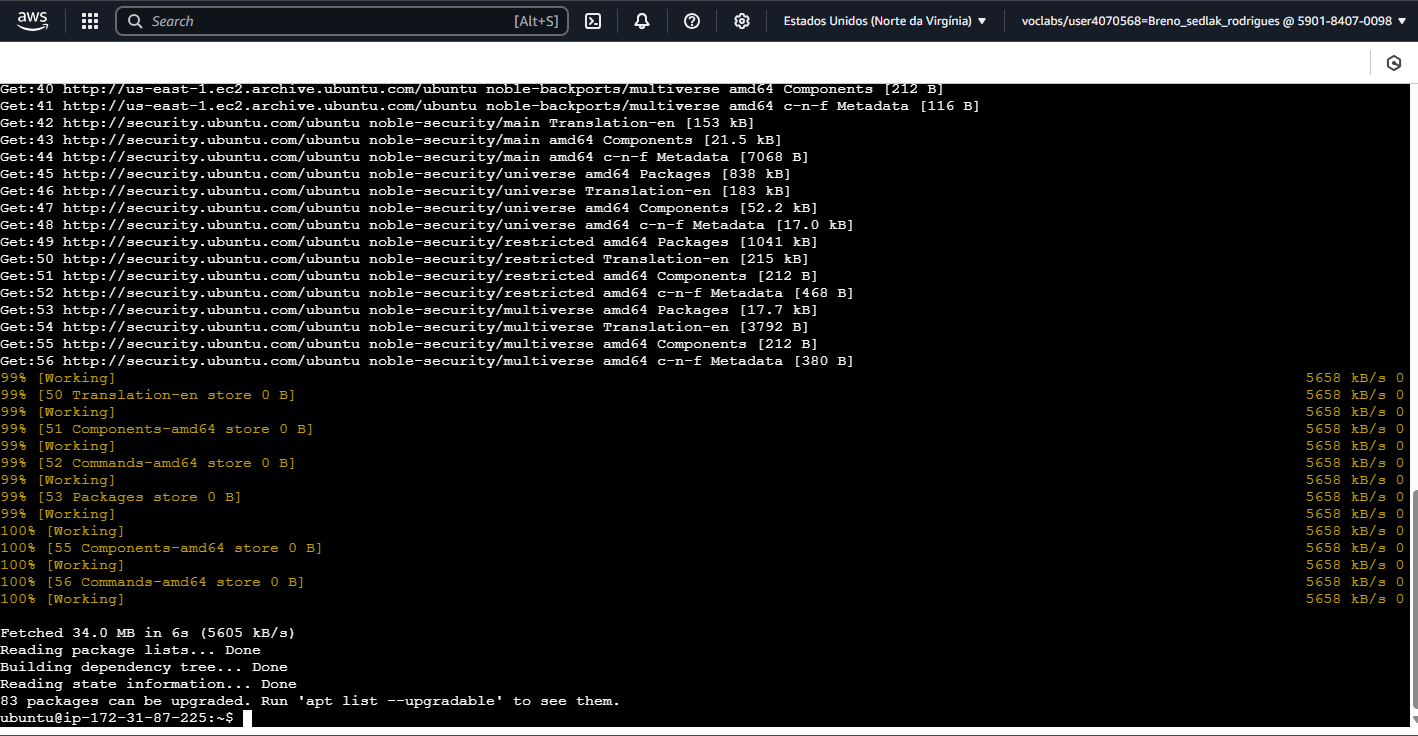 aws
Search [Alt+S]
Estados Unidos (Norte da Virgínia)
voclabs/user4070568=Breno_sedlak_rodrigues @ 5901-8407-0098
Get:40 http://us-east-1.ec2.archive.ubuntu.com/ubuntu noble-backports/multiverse amd64 Components [212 B]
Get:41 http://us-east-1.ec2.archive.ubuntu.com/ubuntu noble-backports/multiverse amd64 c-n-f Metadata [116 B]
Get:42 http://security.ubuntu.com/ubuntu noble-security/main Translation-en [153 kB]
Get:43 http://security.ubuntu.com/ubuntu noble-security/main amd64 Components [21.5 kB]
Get:44 http://security.ubuntu.com/ubuntu noble-security/main amd64 c-n-f Metadata [7068 B]
Get:45 http://security.ubuntu.com/ubuntu noble-security/universe amd64 Packages [838 kB]
Get:46 http://security.ubuntu.com/ubuntu noble-security/universe Translation-en [183 kB]
Get:47 http://security.ubuntu.com/ubuntu noble-security/universe amd64 Components [52.2 kB]
Get:48 http://security.ubuntu.com/ubuntu noble-security/universe amd64 c-n-f Metadata [17.0 kB]
Get:49 http://security.ubuntu.com/ubuntu noble-security/restricted amd64 Packages [1041 kB]
Get:50 http://security.ubuntu.com/ubuntu noble-security/restricted Translation-en [215 kB]
Get:51 http://security.ubuntu.com/ubuntu noble-security/restricted amd64 Components [212 B]
Get:52 http://security.ubuntu.com/ubuntu noble-security/restricted amd64 c-n-f Metadata [468 B]
Get:53 http://security.ubuntu.com/ubuntu noble-security/multiverse amd64 Packages [17.7 kB]
Get:54 http://security.ubuntu.com/ubuntu noble-security/multiverse Translation-en [3792 B]
Get:55 http://security.ubuntu.com/ubuntu noble-security/multiverse amd64 Components [212 B]
Get:56 http://security.ubuntu.com/ubuntu noble-security/multiverse amd64 c-n-f Metadata [380 B]
99% [Working] 5658 kB/s 0
99% [50 Translation-en store 0 B] 5658 kB/s 0
99% [Working] 5658 kB/s 0
99% [51 Components-amd64 store 0 B] 5658 kB/s 0
99% [Working] 5658 kB/s 0
99% [52 Commands-amd64 store 0 B] 5658 kB/s 0
99% [Working] 5658 kB/s 0
99% [53 Packages store 0 B] 5658 kB/s 0
99% [Working] 5658 kB/s 0
100% [Working] 5658 kB/s 0
100% [55 Components-amd64 store 0 B] 5658 kB/s 0
100% [Working] 5658 kB/s 0
100% [56 Commands-amd64 store 0 B] 5658 kB/s 0
100% [Working] 5658 kB/s 0
Fetched 34.0 MB in 6s (5605 kB/s)
Reading package lists... Done
Building dependency tree... Done
Reading state information... Done
83 packages can be upgraded. Run 'apt list --upgradable' to see them.
ubuntu@ip-172-31-87-225:~$